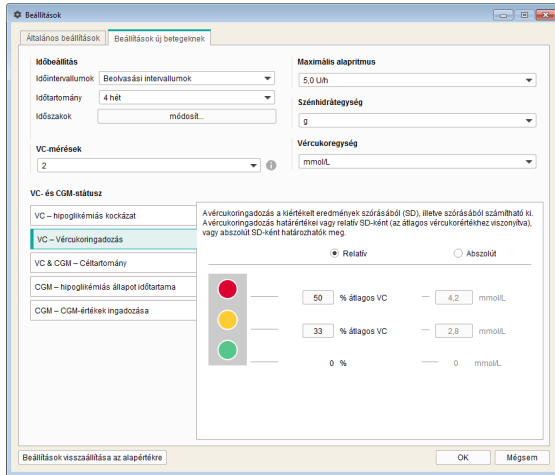 Beállítások
Általános beállítások
Beállítások új betegeknek
Időbeállítás
Időintervallumok
Beolvasási intervallumok
Időtartomány
4 hét
Időszakok
módosít...
Maximális alapritmus
5,0 U/h
Szénhidrátegység
g
VC-mérések
2
Vércukoregység
mmol/L
VC- és CGM-státusz
VC – hipoglikémiás kockázat
VC – Vércukoringadozás
VC & CGM – Céltartomány
CGM – hipoglikémiás állapot időtartama
CGM – CGM-értékek ingadozása
A vércukoringadozás a kiértékelt eredmények szórásából (SD), illetve szórásából számítható ki.
A vércukoringadozás határértékei vagy relatív SD-ként (az átlagos vércukorértékhez viszonyítva),
vagy abszolút SD-ként határozhatók meg.
Relatív
Abszolút
50 % átlagos VC — 4,2 mmol/L
33 % átlagos VC — 2,8 mmol/L
0 % — 0 mmol/L
Beállítások visszaállítása az alapértékre
OK
Mégsem